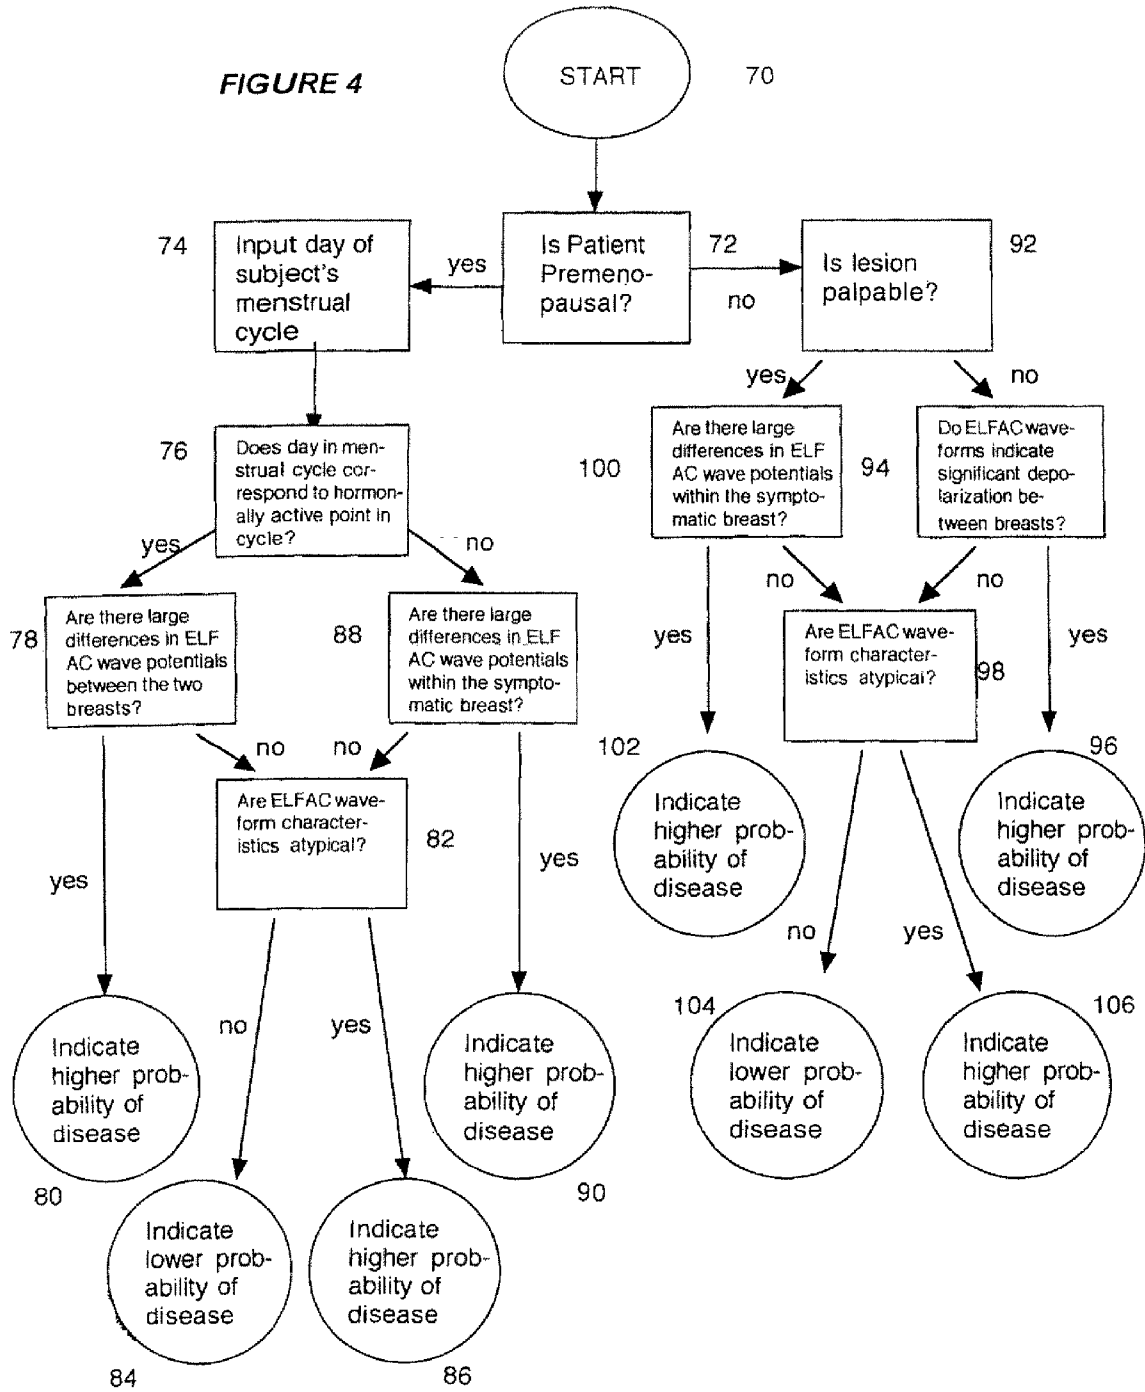 FIGURE 4
START
70
74
Input day of
subject's
menstrual
cycle
yes
Is Patient
Premeno-
pausal?
72
no
Is lesion
palpable?
92
yes
no
76
Does day in men-
strual cycle cor-
respond to hormon-
ally active point in
cycle?
100
Are there large
differences in ELF
AC wave potentials
within the sympto-
matic breast?
94
Do ELFAC wave-
forms indicate
significant depo-
larization be-
tween breasts?
yes
no
no
no
78
Are there large
differences in ELF
AC wave potentials
between the two
breasts?
88
Are there large
differences in ELF
AC wave potentials
within the sympto-
matic breast?
yes
Are ELFAC wave-
form character-
istics atypical?
98
yes
no
no
102
Indicate
higher prob-
ability of
disease
96
Indicate
higher prob-
ability of
disease
Are ELFAC wave-
form character-
istics atypical?
82
yes
yes
no
yes
no
yes
80
Indicate
higher prob-
ability of
disease
90
Indicate
higher prob-
ability of
disease
104
Indicate
lower prob-
ability of
disease
106
Indicate
higher prob-
ability of
disease
84
Indicate
lower prob-
ability of
disease
86
Indicate
higher prob-
ability of
disease